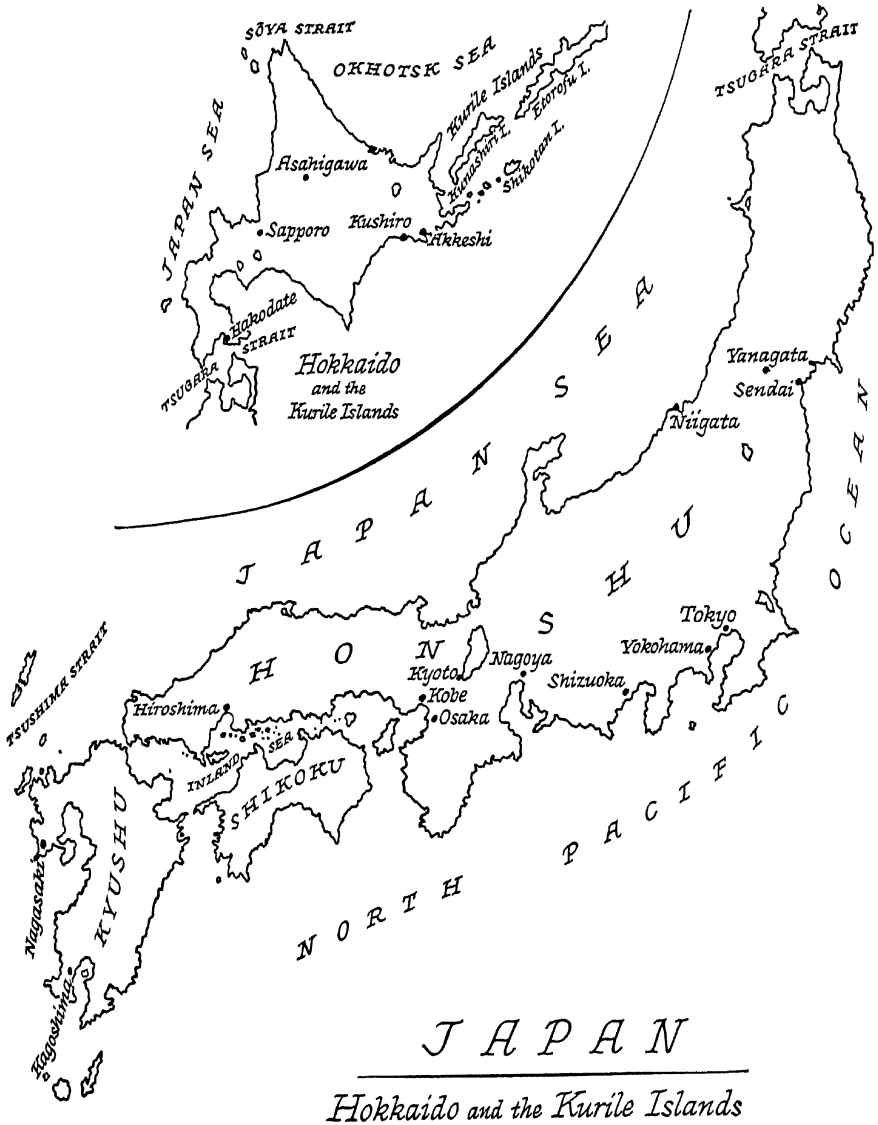 SŌYA STRAIT
OKHOTSK SEA
Kurile Islands
Etorofu I.
Kunashiri I.
Shikotan I.
JAPAN SEA
Asahigawa
Sapporo
Kushiro
Akkeshi
Hakodate
TSUGARA STRAIT
Hokkaido
and the
Kurile Islands
TSUGARA STRAIT
JAPAN SEA
Yanagata
Sendai
Niigata
HONSHU
Tokyo
Yokohama
Nagoya
Shizuoka
Kyoto
Kobe
Osaka
Hiroshima
TSUSHIMA STRAIT
INLAND SEA
SHIKOKU
KYUSHU
Nagasaki
Kagoshima
NORTH PACIFIC OCEAN
JAPAN
Hokkaido and the Kurile Islands